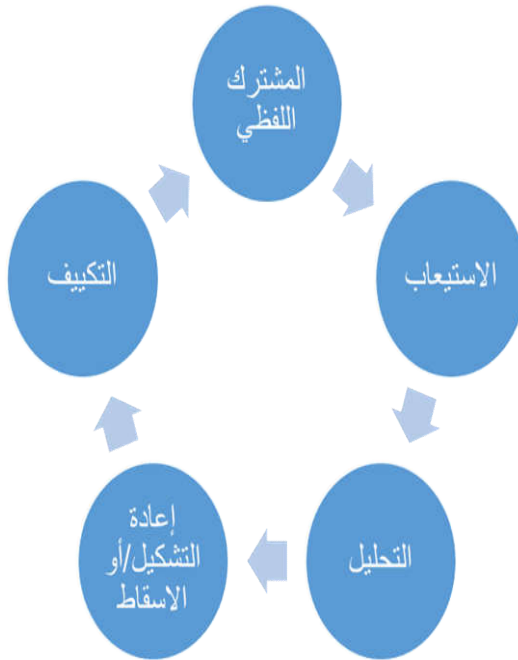 المشترك
اللفظي
الاستيعاب
التحليل
إعادة
التشكيل/أو
الاسقاط
التكييف